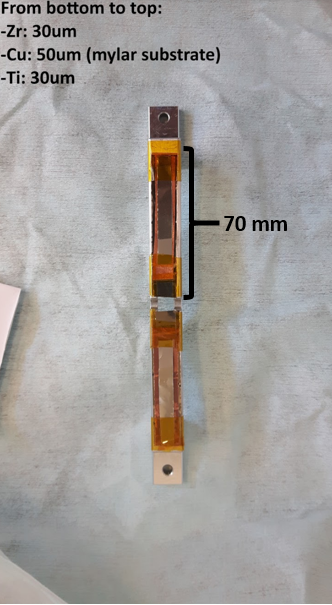 From bottom to top:
-Zr: 30um
-Cu: 50um (mylar substrate)
-Ti: 30um
70 mm